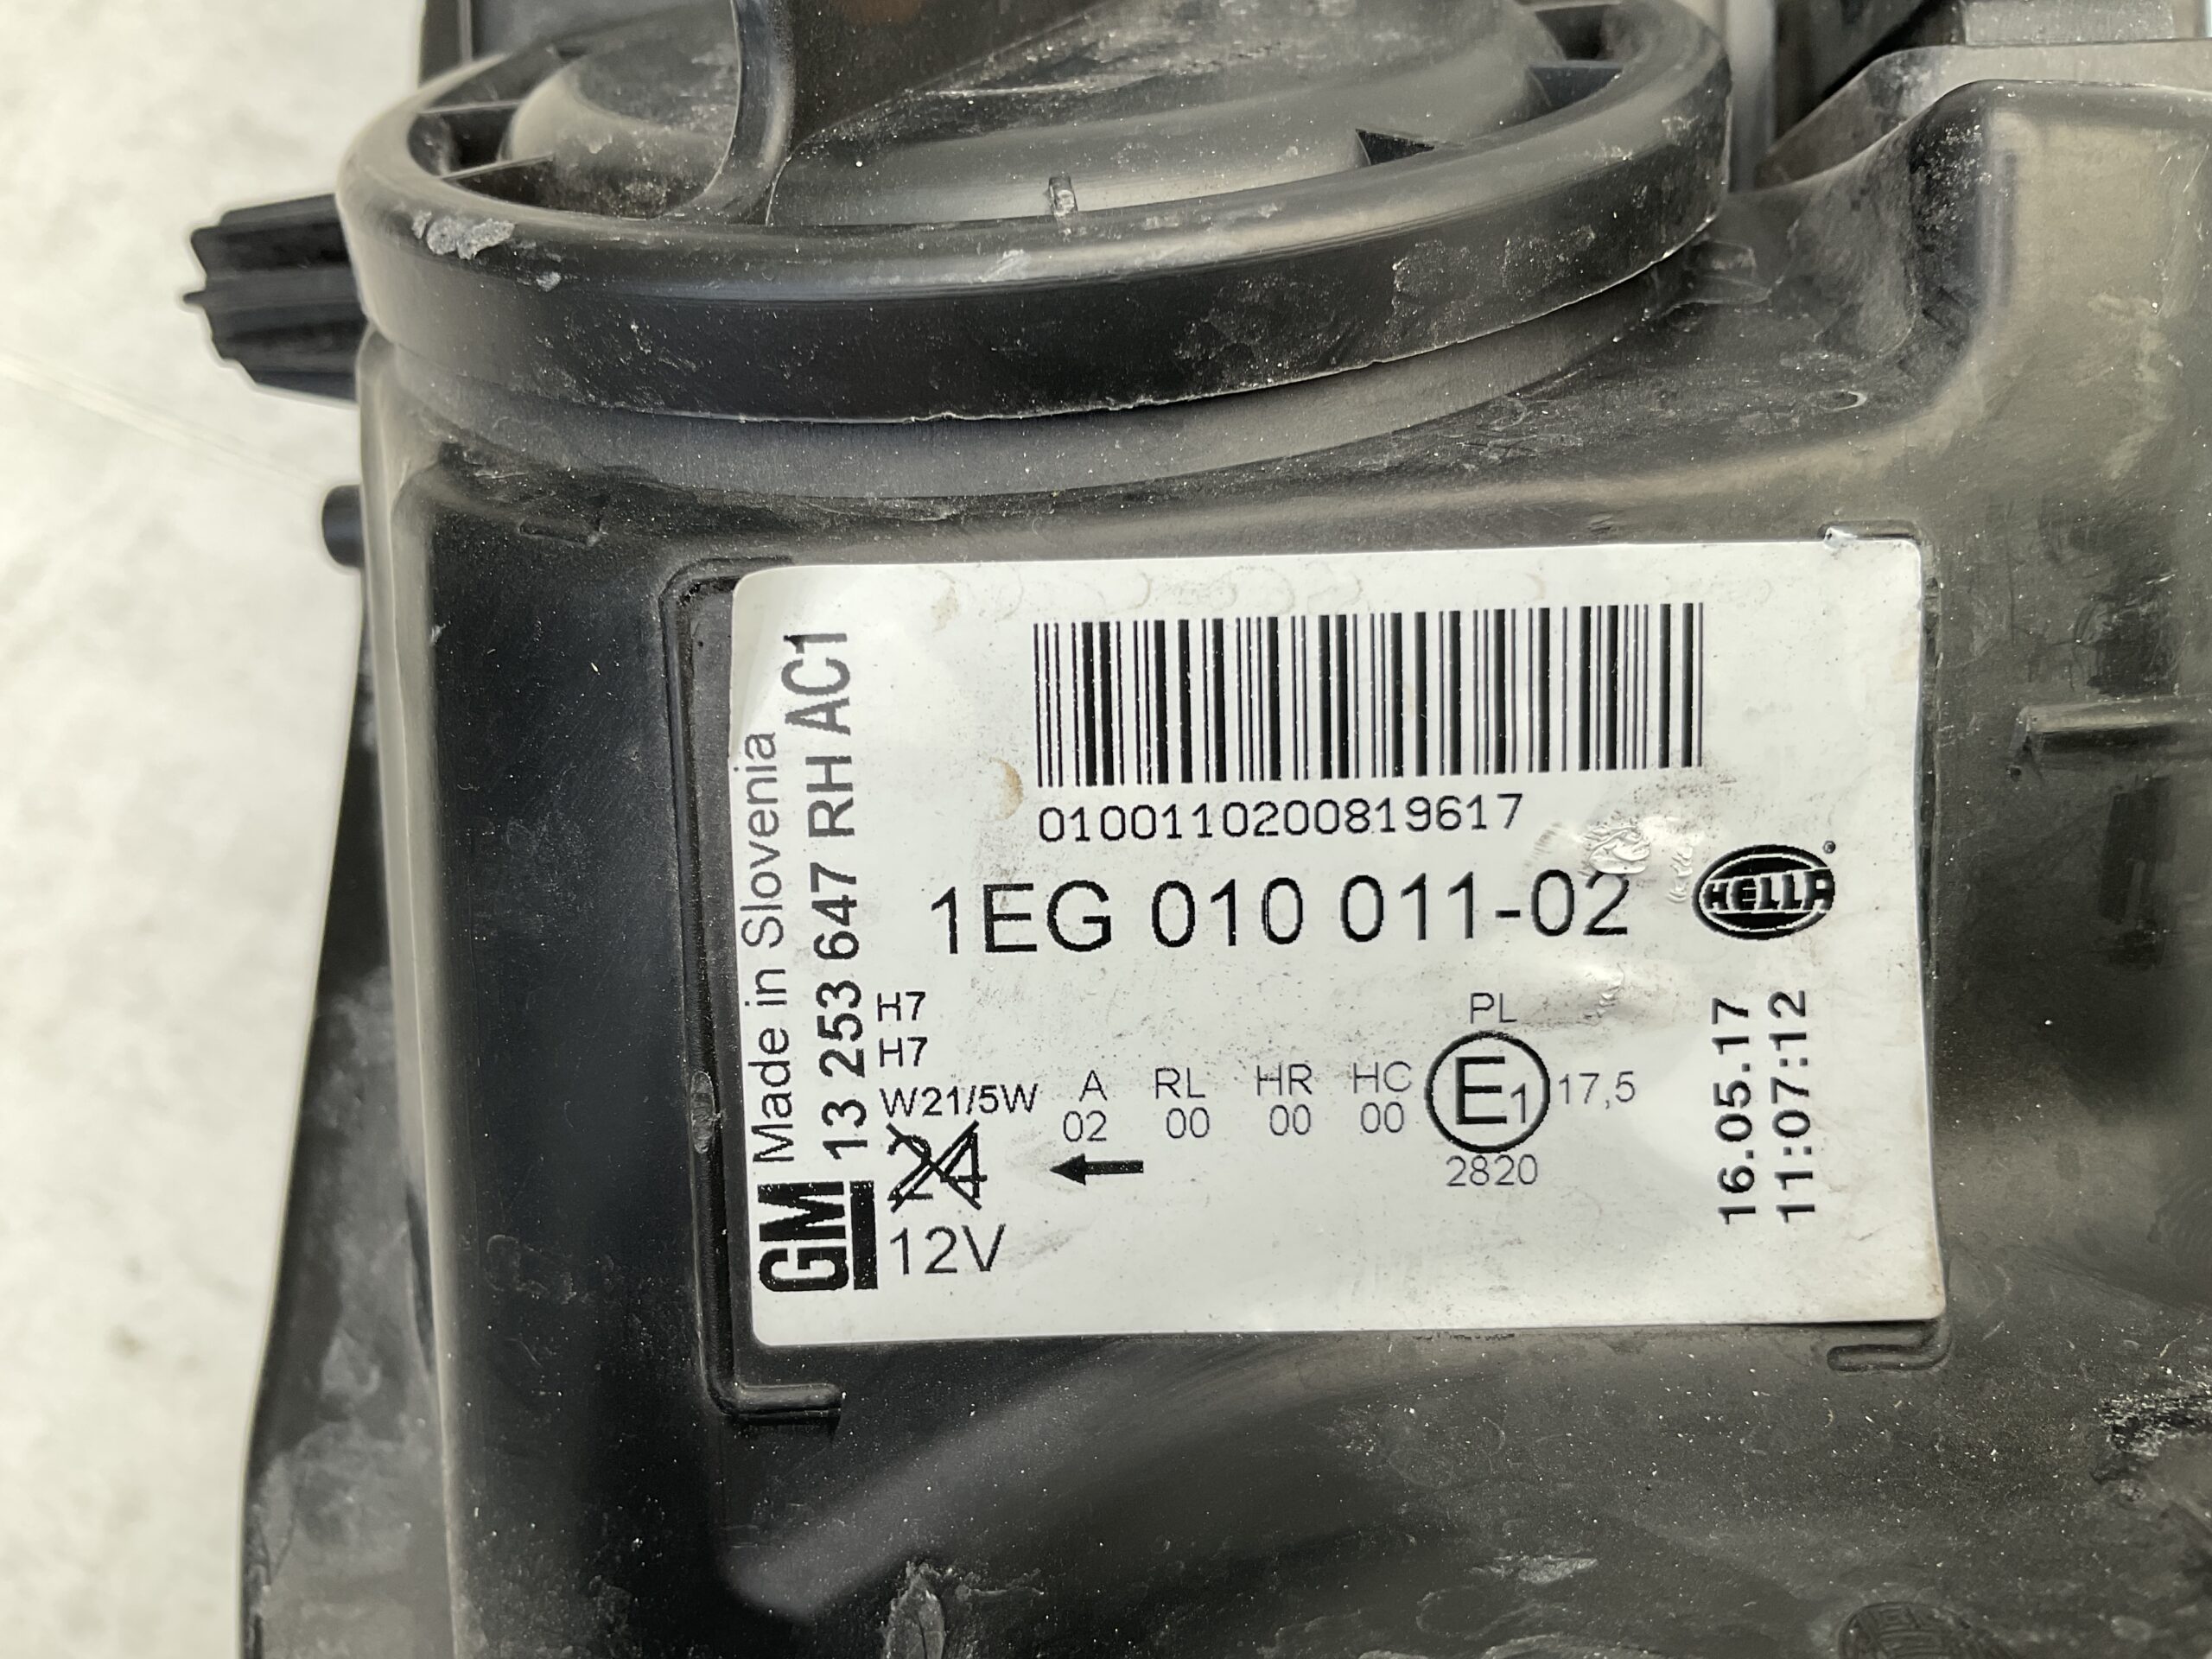 0100110200819617
1EG 010 011-02
HELLA
Made in Slovenia
13 253 647 RH AC1
GM
H7
H7
W21/5W
24
12V
A RL HR HC
02 00 00 00
PL
E1 17,5
2820
16.05.17
11:07:12